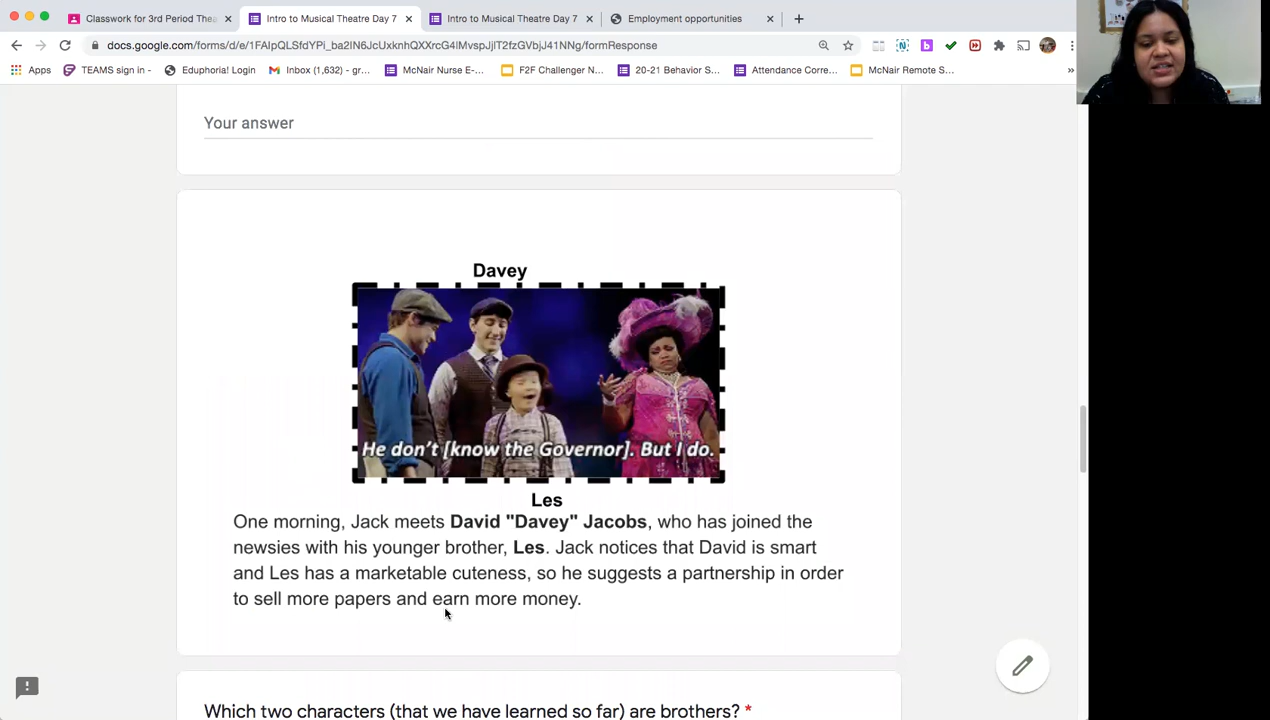 Classwork for 3rd Period Thea
Intro to Musical Theatre Day 7
Intro to Musical Theatre Day 7
Employment opportunities
docs.google.com/forms/d/e/1FAIpQLSfdYPi_ba2IN6JcUxknhQXXrcG4lMvspJjlT2fzGVbjJ41NNg/formResponse
Apps
TEAMS sign in -
Eduphoria! Login
Inbox (1,632) - gr...
McNair Nurse E-...
F2F Challenger N...
20-21 Behavior S...
Attendance Corre...
McNair Remote S...
»
Your answer
Davey
He don't [know the Governor]. But I do.
Les
One morning, Jack meets David "Davey" Jacobs, who has joined the
newsies with his younger brother, Les. Jack notices that David is smart
and Les has a marketable cuteness, so he suggests a partnership in order
to sell more papers and earn more money.
Which two characters (that we have learned so far) are brothers? *